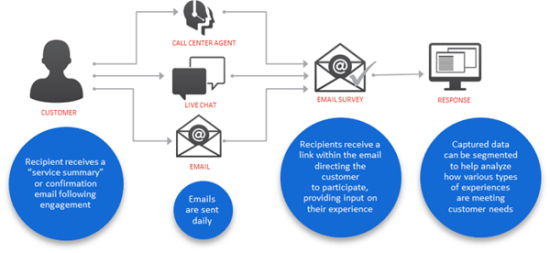 CALL CENTER AGENT
CUSTOMER
LIVE CHAT
EMAIL SURVEY
RESPONSE
EMAIL
Recipient receives a
“service summary”
or confirmation
email following
engagement
Emails
are sent
daily
Recipients receive a
link within the email
directing the
customer
to participate,
providing input on
their experience
Captured data
can be segmented
to help analyze
how various types
of experiences
are meeting
customer needs